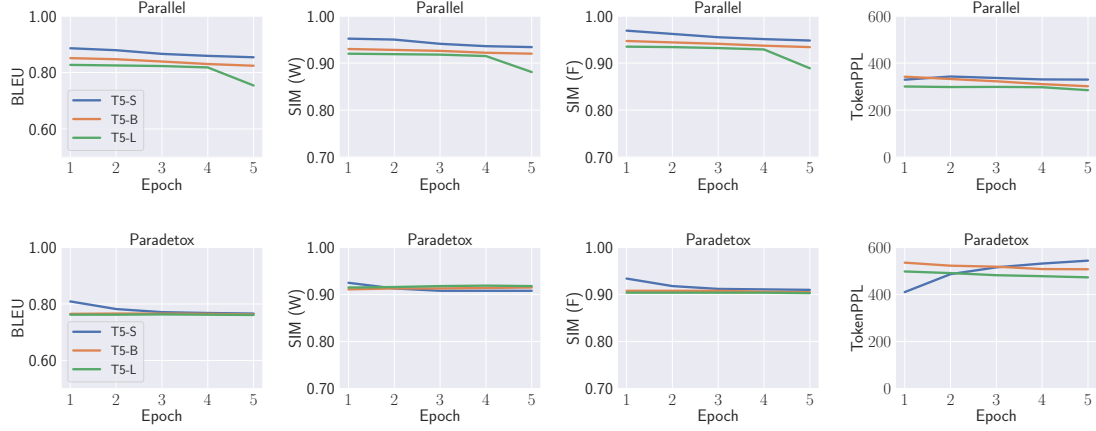 Parallel
1.00
0.80
0.60
BLEU
T5-S
T5-B
T5-L
1 2 3 4 5
Epoch
Parallel
1.00
0.90
0.80
0.70
SIM (W)
1 2 3 4 5
Epoch
Parallel
1.00
0.90
0.80
0.70
SIM (F)
1 2 3 4 5
Epoch
Parallel
600
400
200
0
TokenPPL
1 2 3 4 5
Epoch
Paradetox
1.00
0.80
0.60
BLEU
T5-S
T5-B
T5-L
1 2 3 4 5
Epoch
Paradetox
1.00
0.90
0.80
0.70
SIM (W)
1 2 3 4 5
Epoch
Paradetox
1.00
0.90
0.80
0.70
SIM (F)
1 2 3 4 5
Epoch
Paradetox
600
400
200
0
TokenPPL
1 2 3 4 5
Epoch